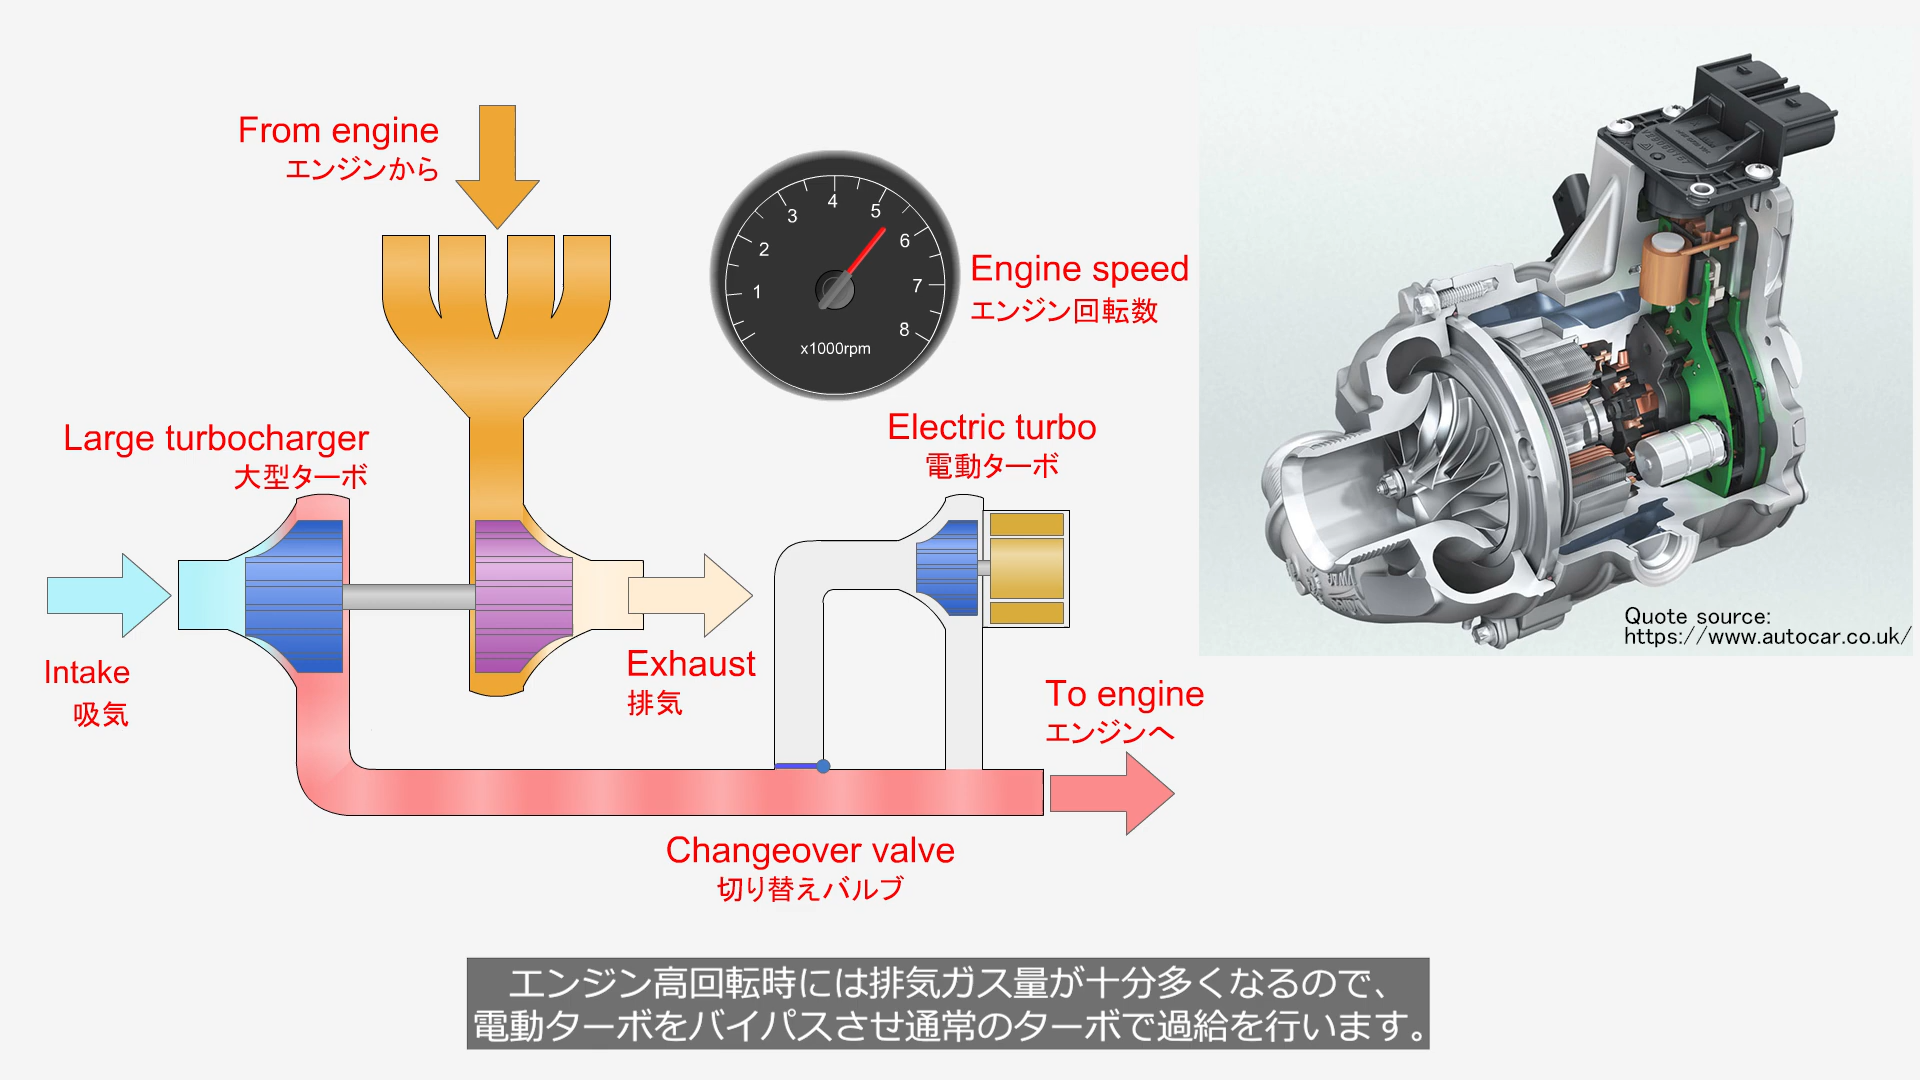 From engine
エンジンから
1
2
3
4
5
6
7
8
x1000rpm
Engine speed
エンジン回転数
Large turbocharger
大型ターボ
Electric turbo
電動ターボ
Intake
吸気
Exhaust
排気
To engine
エンジンへ
Changeover valve
切り替えバルブ
Quote source:
https://www.autocar.co.uk/
エンジン高回転時には排気ガス量が十分多くなるので、
電動ターボをバイパスさせ通常のターボで過給を行います。